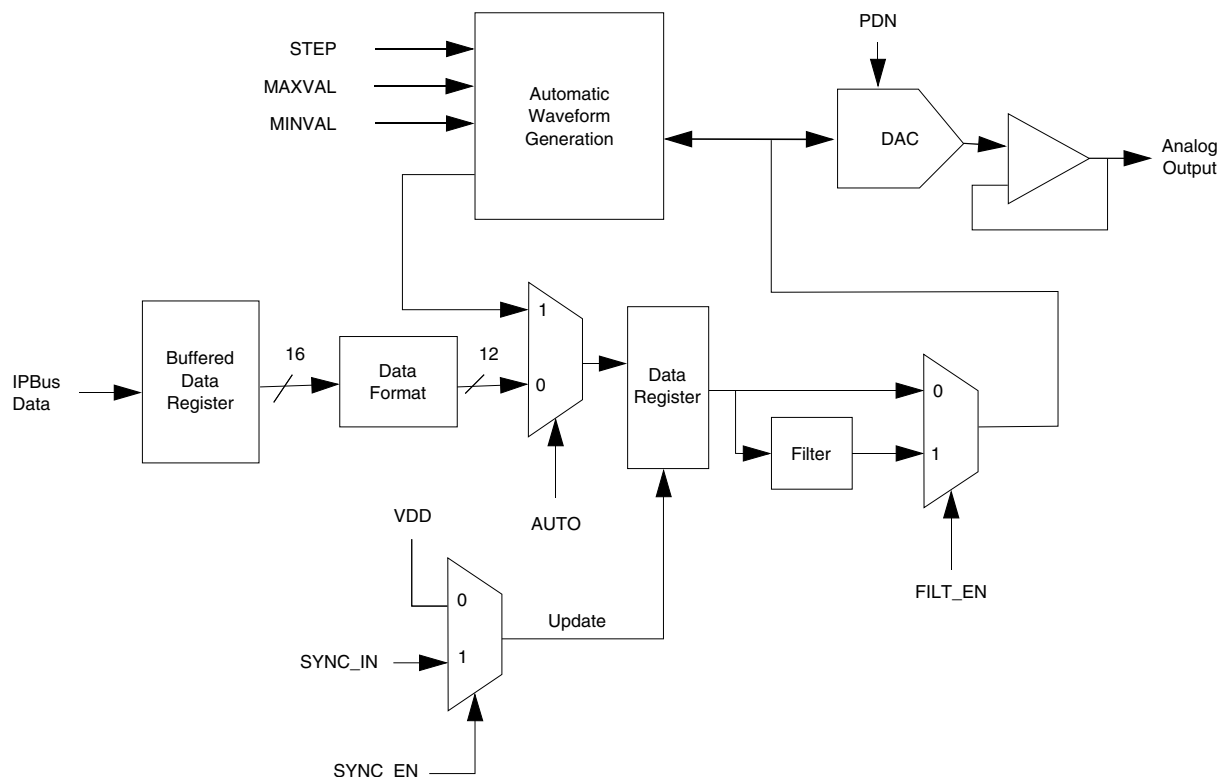 PDN
STEP
MAXVAL
MINVAL
Automatic
Waveform
Generation
DAC
Analog
Output
1
0
IPBus
Data
Buffered
Data
Register
16
Data
Format
12
Data
Register
0
1
Filter
AUTO
VDD
FILT_EN
0
1
Update
SYNC_IN
SYNC_EN